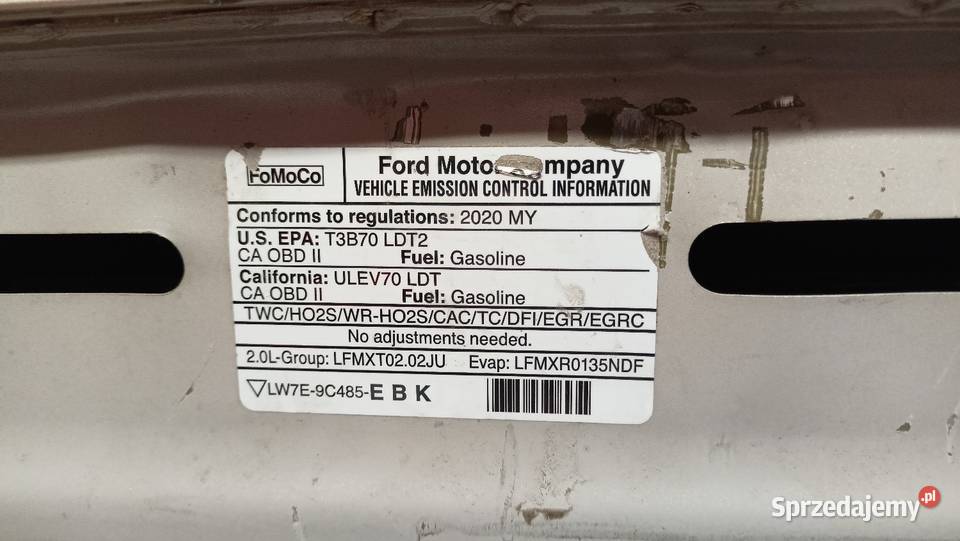 FoMoCo
Ford Moto mpany
VEHICLE EMISSION CONTROL INFORMATION
Conforms to regulations: 2020 MY
U.S. EPA: T3B70 LDT2
CA OBD II Fuel: Gasoline
California: ULEV70 LDT
CA OBD II Fuel: Gasoline
TWC/HO2S/WR-HO2S/CAC/TC/DFI/EGR/EGRC
No adjustments needed.
2.0L-Group: LFMXT02.02JU Evap: LFMXR0135NDF
LW7E-9C485-E B K
Sprzedajemy.pl